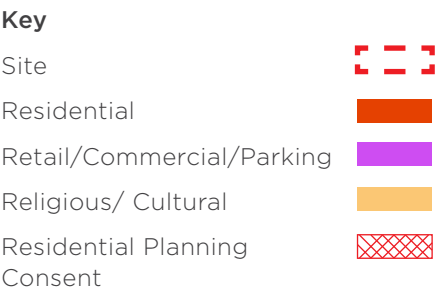 Key
Site
Residential
Retail/Commercial/Parking
Religious/ Cultural
Residential Planning
Consent